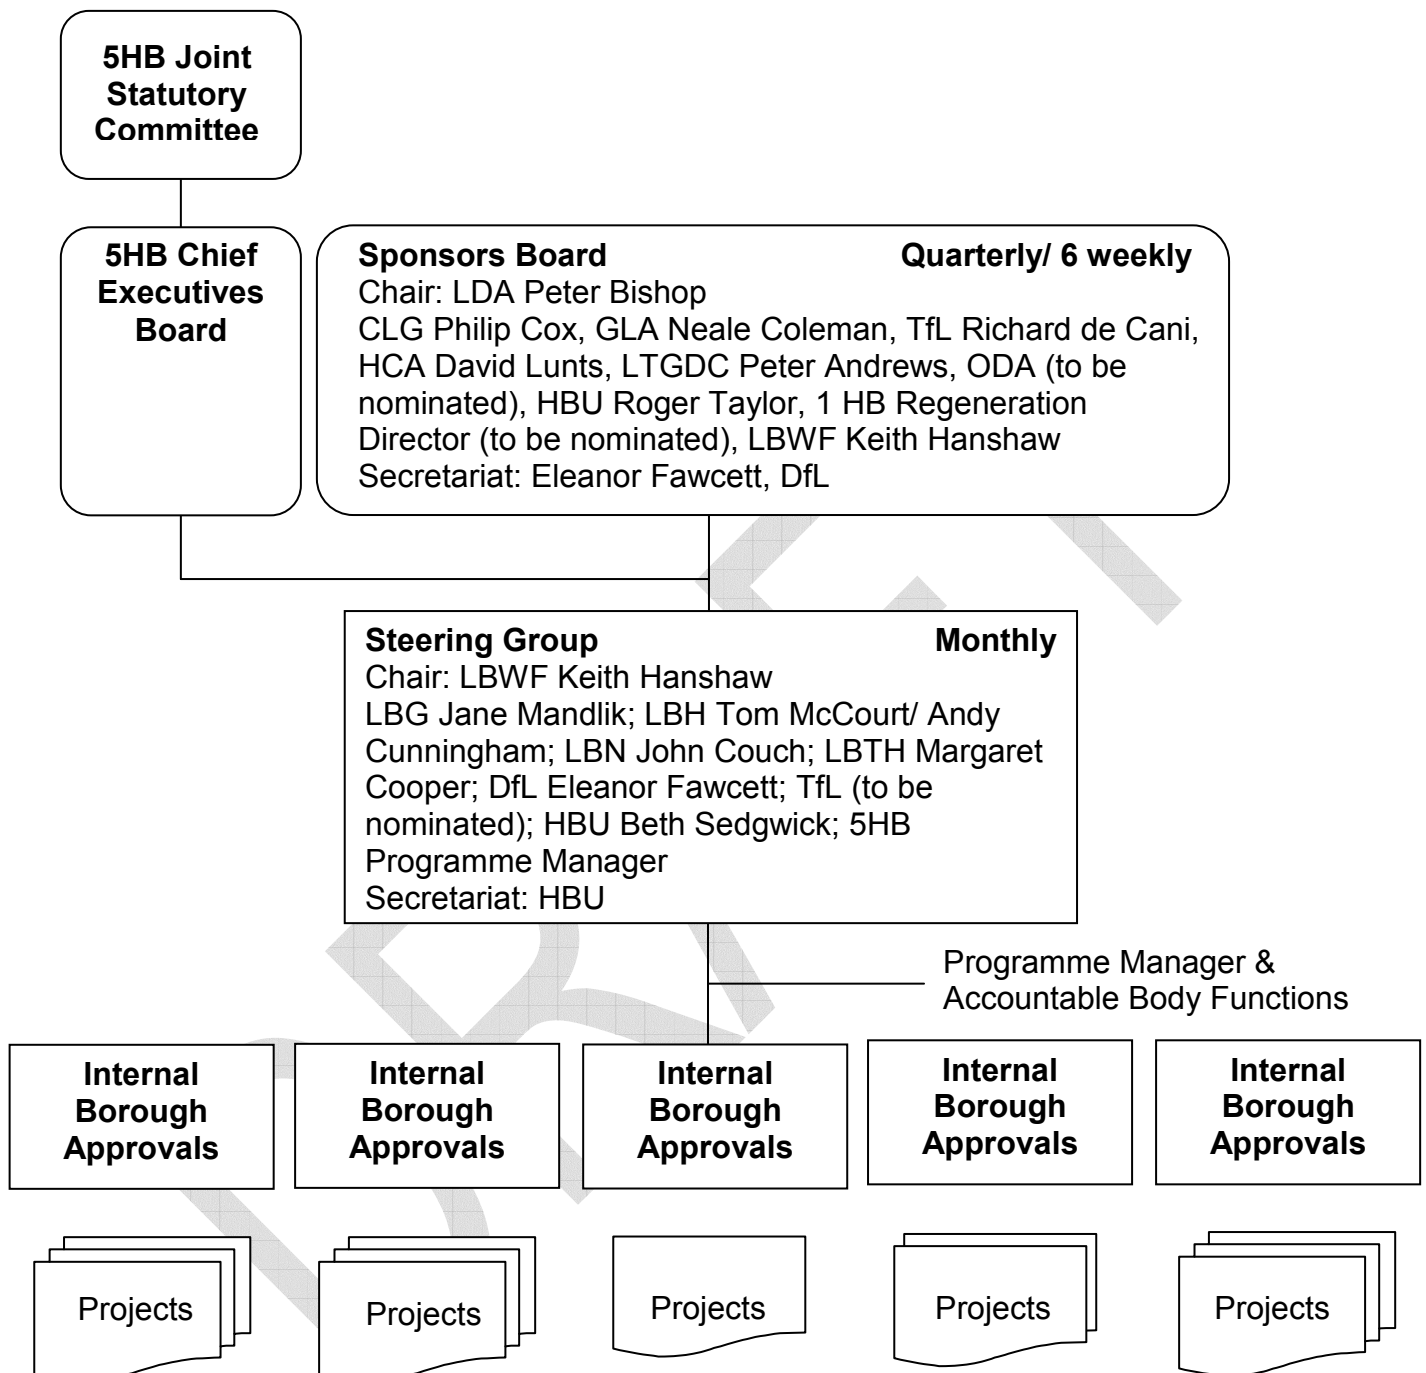 5HB Joint
Statutory
Committee
5HB Chief
Executives
Board
Sponsors Board Quarterly/ 6 weekly
Chair: LDA Peter Bishop
CLG Philip Cox, GLA Neale Coleman, TfL Richard de Cani,
HCA David Lunts, LTGDC Peter Andrews, ODA (to be
nominated), HBU Roger Taylor, 1 HB Regeneration
Director (to be nominated), LBWF Keith Hanshaw
Secretariat: Eleanor Fawcett, DfL
Steering Group Monthly
Chair: LBWF Keith Hanshaw
LBG Jane Mandlik; LBH Tom McCourt/ Andy
Cunningham; LBN John Couch; LBTH Margaret
Cooper; DfL Eleanor Fawcett; TfL (to be
nominated); HBU Beth Sedgwick; 5HB
Programme Manager
Secretariat: HBU
Programme Manager &
Accountable Body Functions
Internal
Borough
Approvals
Internal
Borough
Approvals
Internal
Borough
Approvals
Internal
Borough
Approvals
Internal
Borough
Approvals
Projects
Projects
Projects
Projects
Projects
DRAFT